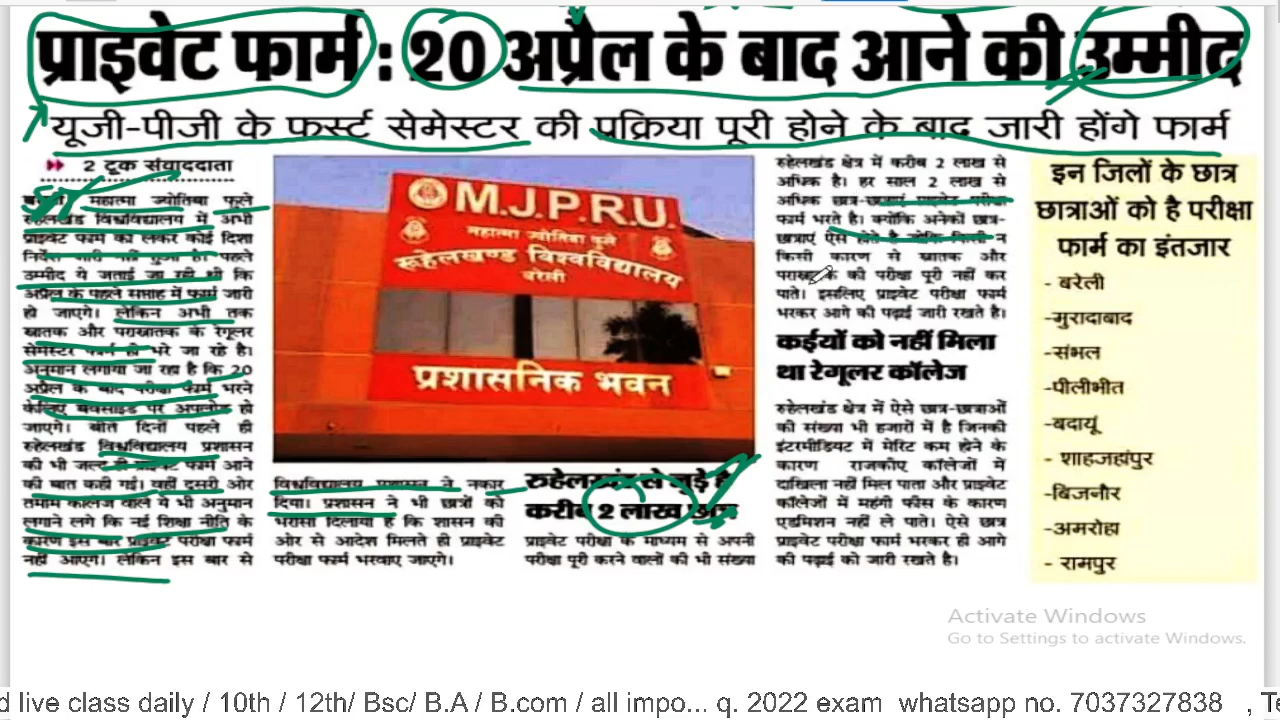 प्राइवेट फार्म : 20 अप्रैल के बाद आने की उम्मीद
यूजी-पीजी के फर्स्ट सेमेस्टर की प्रक्रिया पूरी होने के बाद जारी होंगे फार्म
2 टूक संवाददाता
महात्मा ज्योतिबा फूले
रुहेलखंड विश्वविद्यालय में अभी
प्राइवेट फार्म को लेकर कोई दिशा
निर्देश जारी नहीं हुआ है। पहले
उम्मीद ये जताई जा रही थी कि
अप्रैल के पहले सप्ताह में फार्म जारी
हो जाएगे। लेकिन अभी तक
स्नातक और परास्नातक के रेगूलर
सेमेस्टर फार्म ही भरे जा रहे है।
अनुमान लगाया जा रहा है कि 20
अप्रैल के बाद परीक्षा फार्म भरने
केलिए बेवसाइड पर अपलोड हो
जाएगे। बीते दिनों पहले ही
रुहेलखंड विश्वविद्यालय प्रशासन
की भी जल्द ही प्राइवेट फार्म आने
की बात कही गई। वहीं दूसरी ओर
तमाम कालेज वाले ये भी अनुमान
लगाने लगे कि नई शिक्षा नीति के
कारण इस बार प्राइवेट परीक्षा फार्म
नहीं आएगे। लेकिन इस बार से
M.J.P.R.U.
महात्मा ज्योतिबा फुले
रूहेलखण्ड विश्वविद्यालय
बरेली
प्रशासनिक भवन
विश्वविद्यालय प्रशासन ने नकार
दिया। प्रशासन ने भी छात्रों को
भरोसा दिलाया है कि शासन की
ओर से आदेश मिलते ही प्राइवेट
परीक्षा फार्म भरवाए जाएगे।
रुहेलखंड से जुड़े है
करीब 2 लाख छात्र
प्राइवेट परीक्षा के माध्यम से अपनी
परीक्षा पूरी करने वालों की भी संख्या
रुहेलखंड क्षेत्र में करीब 2 लाख से
अधिक है। हर साल 2 लाख से
अधिक छात्र-छात्राएं प्राइवेट परीक्षा
फार्म भरते है। क्योंकि अनेकों छात्र-
छात्राएं ऐसे होते है जोकि किसी न
किसी कारण से स्नातक और
परास्नातक की परीक्षा पूरी नहीं कर
पाते। इसलिए प्राइवेट परीक्षा फार्म
भरकर आगे की पढ़ाई जारी रखते है।
कईयों को नहीं मिला
था रेगूलर कॉलेज
रुहेलखंड क्षेत्र में ऐसे छात्र-छात्राओं
की संख्या भी हजारों में है जिनकी
इंटरमीडियट में मेरिट कम होने के
कारण राजकीए कॉलेजों में
दाखिला नहीं मिल पाता और प्राइवेट
कॉलेजों में महंगी फीस के कारण
एडमिशन नहीं ले पाते। ऐसे छात्र
प्राइवेट परीक्षा फार्म भरकर ही आगे
की पढ़ाई को जारी रखते है।
इन जिलों के छात्र
छात्राओं को है परीक्षा
फार्म का इंतजार
- बरेली
-मुरादाबाद
-संभल
-पीलीभीत
-बदायूं
- शाहजहांपुर
-बिजनौर
-अमरोहा
- रामपुर
Activate Windows
Go to Settings to activate Windows.
d live class daily / 10th / 12th/ Bsc/ B.A / B.com / all impo... q. 2022 exam whatsapp no. 7037327838 , Te